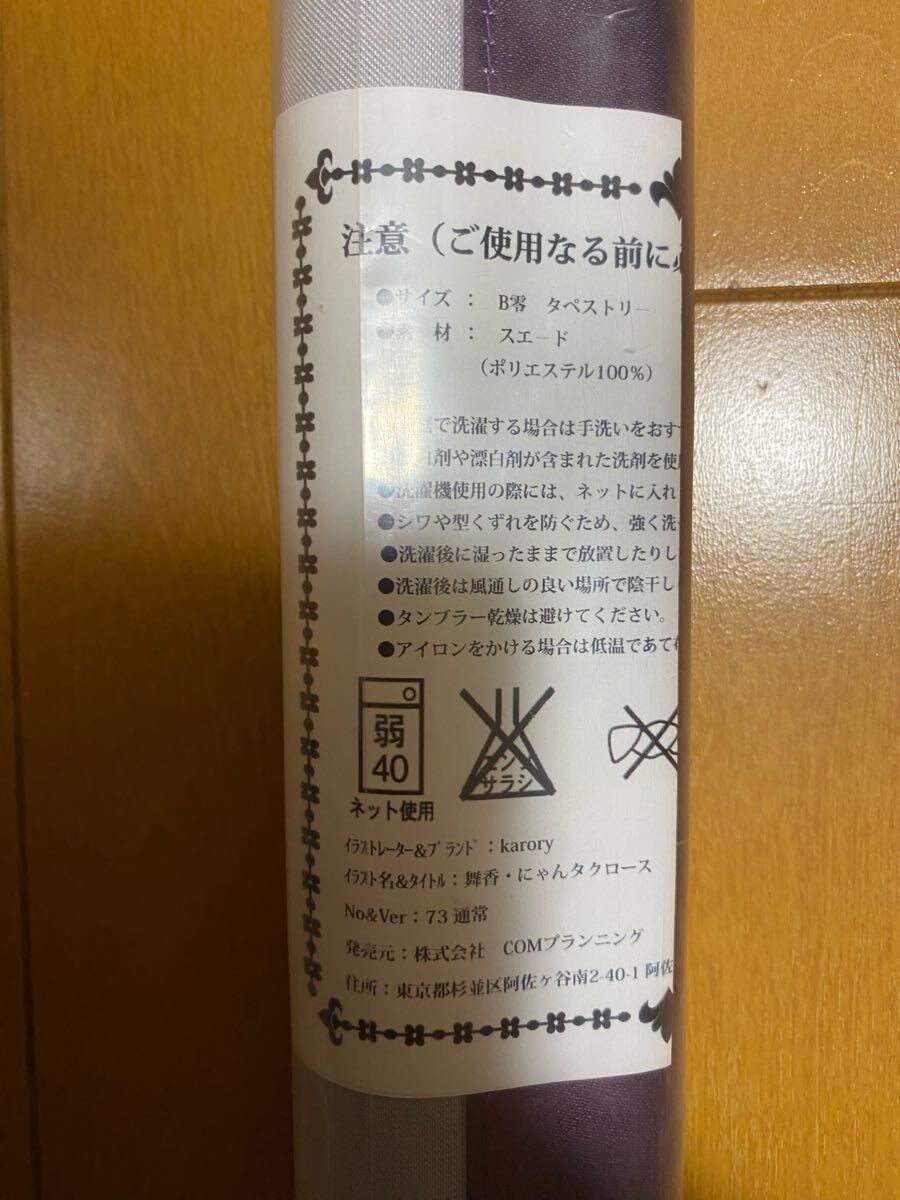 注意（ご使用なる前に
●サイズ： B零 タペストリー
材： スエード
（ポリエステル100%）
で洗濯する場合は手洗いをおす
白剤や漂白剤が含まれた洗剤を使
●洗濯機使用の際には、ネットに入れ
●シワや型くずれを防ぐため、強く洗
●洗濯後に湿ったままで放置したりし
●洗濯後は風通しの良い場所で陰干し
●タンブラー乾燥は避けてください。
●アイロンをかける場合は低温であて
弱
40
ネット使用
エンソ
サラシ
ｲﾗｽﾄﾚｰﾀｰ&ﾌﾞﾗﾝﾄﾞ：karory
ｲﾗｽﾄ名&ﾀｲﾄﾙ：舞香・にゃんタクロース
No&Ver：73 通常
発売元：株式会社 COMプランニング
住所：東京都杉並区阿佐ヶ谷南2-40-1 阿佐